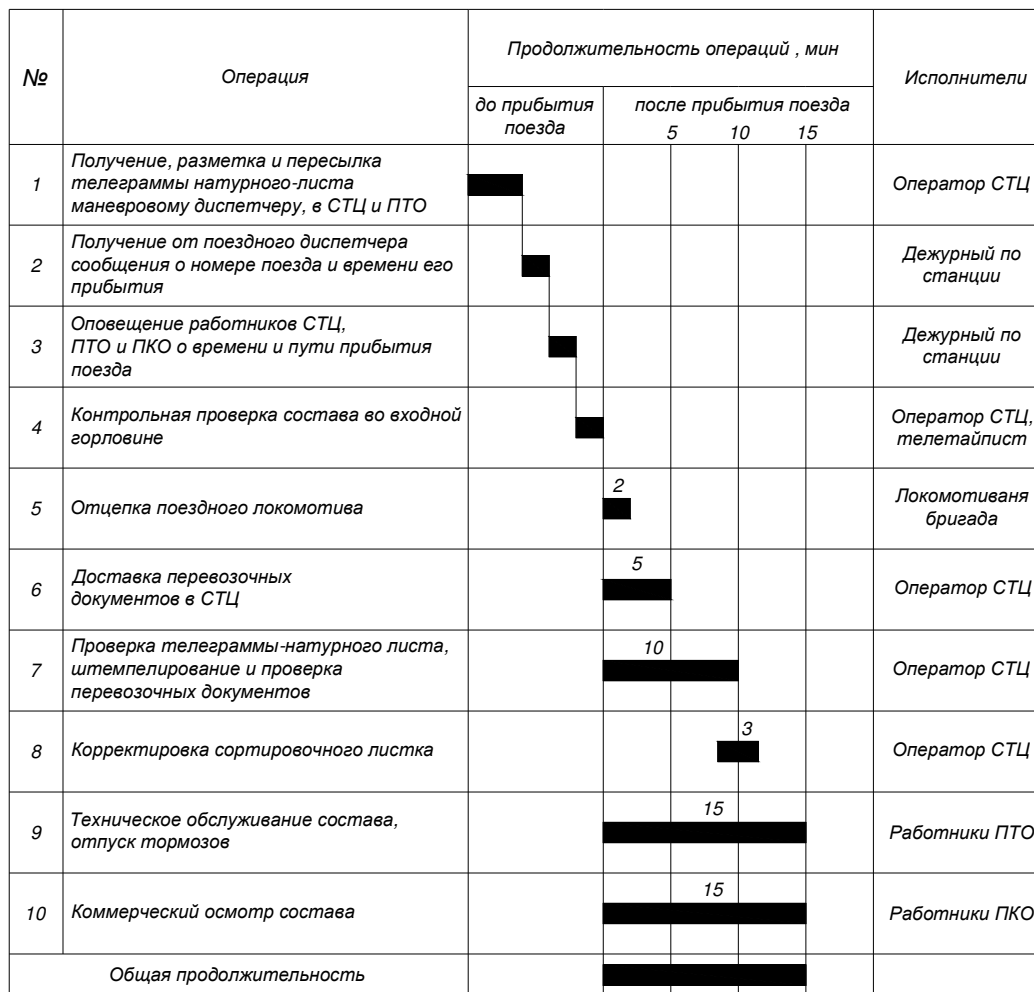 №
Операция
Продолжительность операций , мин
Исполнители
до прибытия
поезда
после прибытия поезда
5 10 15
1
Получение, разметка и пересылка
телеграммы натурного-листа
маневровому диспетчеру, в СТЦ и ПТО
Оператор СТЦ
2
Получение от поездного диспетчера
сообщения о номере поезда и времени его
прибытия
Дежурный по
станции
3
Оповещение работников СТЦ,
ПТО и ПКО о времени и пути прибытия
поезда
Дежурный по
станции
4
Контрольная проверка состава во входной
горловине
Оператор СТЦ,
телетайпист
5
Отцепка поездного локомотива
2
Локомотиваня
бригада
6
Доставка перевозочных
документов в СТЦ
5
Оператор СТЦ
7
Проверка телеграммы-натурного листа,
штемпелирование и проверка
перевозочных документов
10
Оператор СТЦ
8
Корректировка сортировочного листка
3
Оператор СТЦ
9
Техническое обслуживание состава,
отпуск тормозов
15
Работники ПТО
10
Коммерческий осмотр состава
15
Работники ПКО
Общая продолжительность